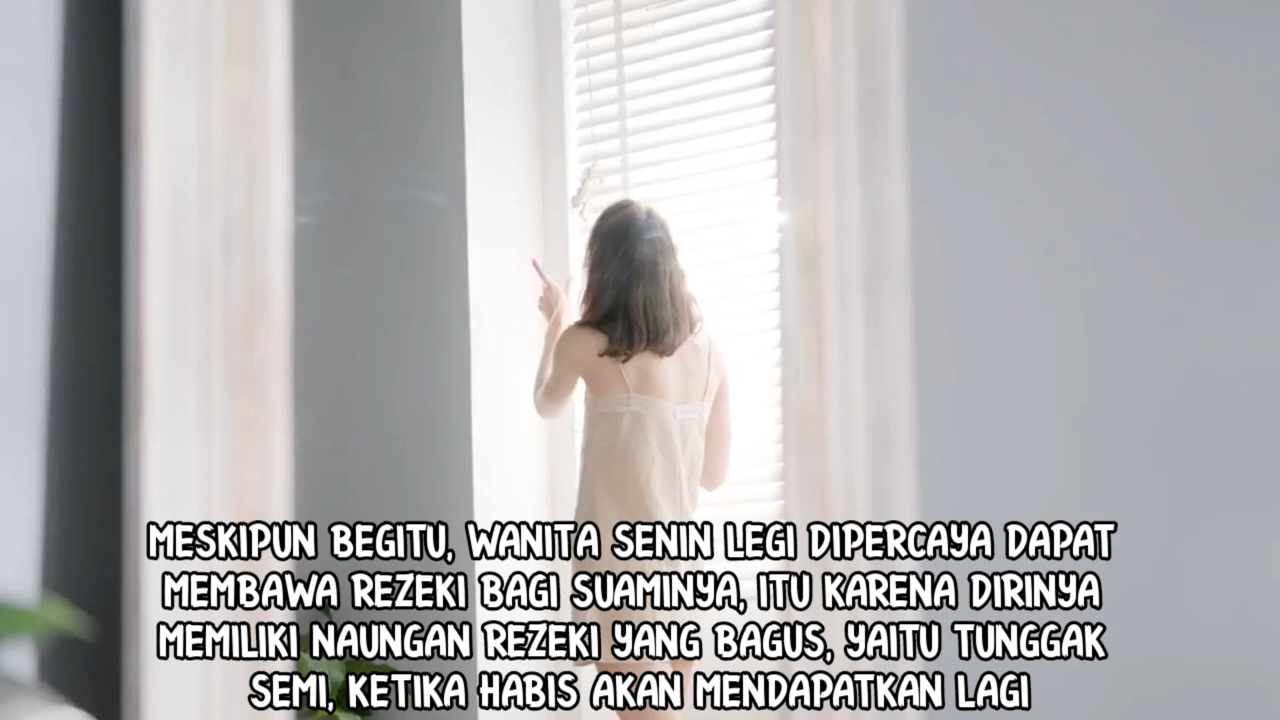 MESKIPUN BEGITU, WANITA SENIN LEGI DIPERCAYA DAPAT
MEMBAWA REZEKI BAGI SUAMINYA, ITU KARENA DIRINYA
MEMILIKI NAUNGAN REZEKI YANG BAGUS, YAITU TUNGGAK
SEMI, KETIKA HABIS AKAN MENDAPATKAN LAGI